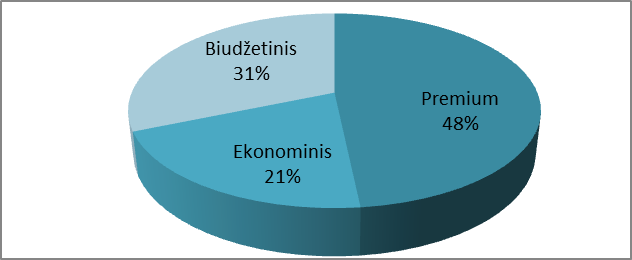 Biudžetinis
31%
Premium
48%
Ekonominis
21%